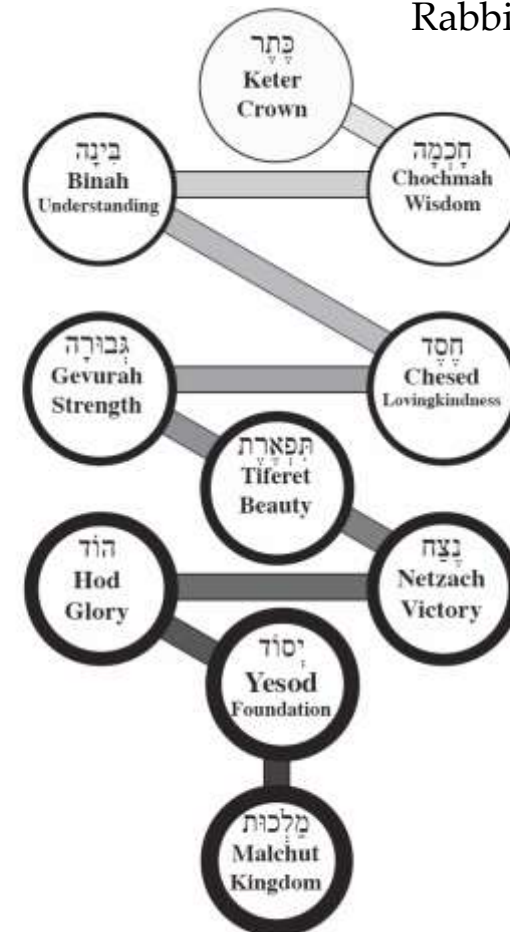 Rabbi
כֶּתֶר
Keter
Crown
חָכְמָה
Chochmah
Wisdom
בִּינָה
Binah
Understanding
חֶסֶד
Chesed
Lovingkindness
גְּבוּרָה
Gevurah
Strength
תִּפְאֶרֶת
Tiferet
Beauty
נֶצַח
Netzach
Victory
הוֹד
Hod
Glory
יְסוֹד
Yesod
Foundation
מַלְכוּת
Malchut
Kingdom